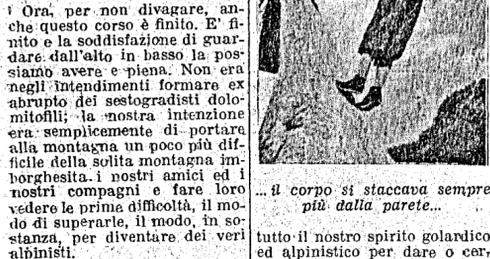 Ora, per non divagare, an-
che questo corso è finito. E' fi-
nito e la soddisfazione di guar-
dare dall'alto in basso la pos-
siamo avere e piena. Non era
negli intendimenti formare ex
abrupto dei sestogradisti dolo-
mitofili; la nostra intenzione
era semplicemente di portare
alla montagna un poco più dif-
ficile della solita montagna im-
borghesita i nostri amici ed i
nostri compagni e fare loro
vedere le prime difficoltà, il mo-
do di superarle, il modo, in so-
stanza, per diventare dei veri
alpinisti.
...il corpo si staccava sempre
più dalla parete...
tutto il nostro spirito golardico
ed alpinistico per dare o cer,